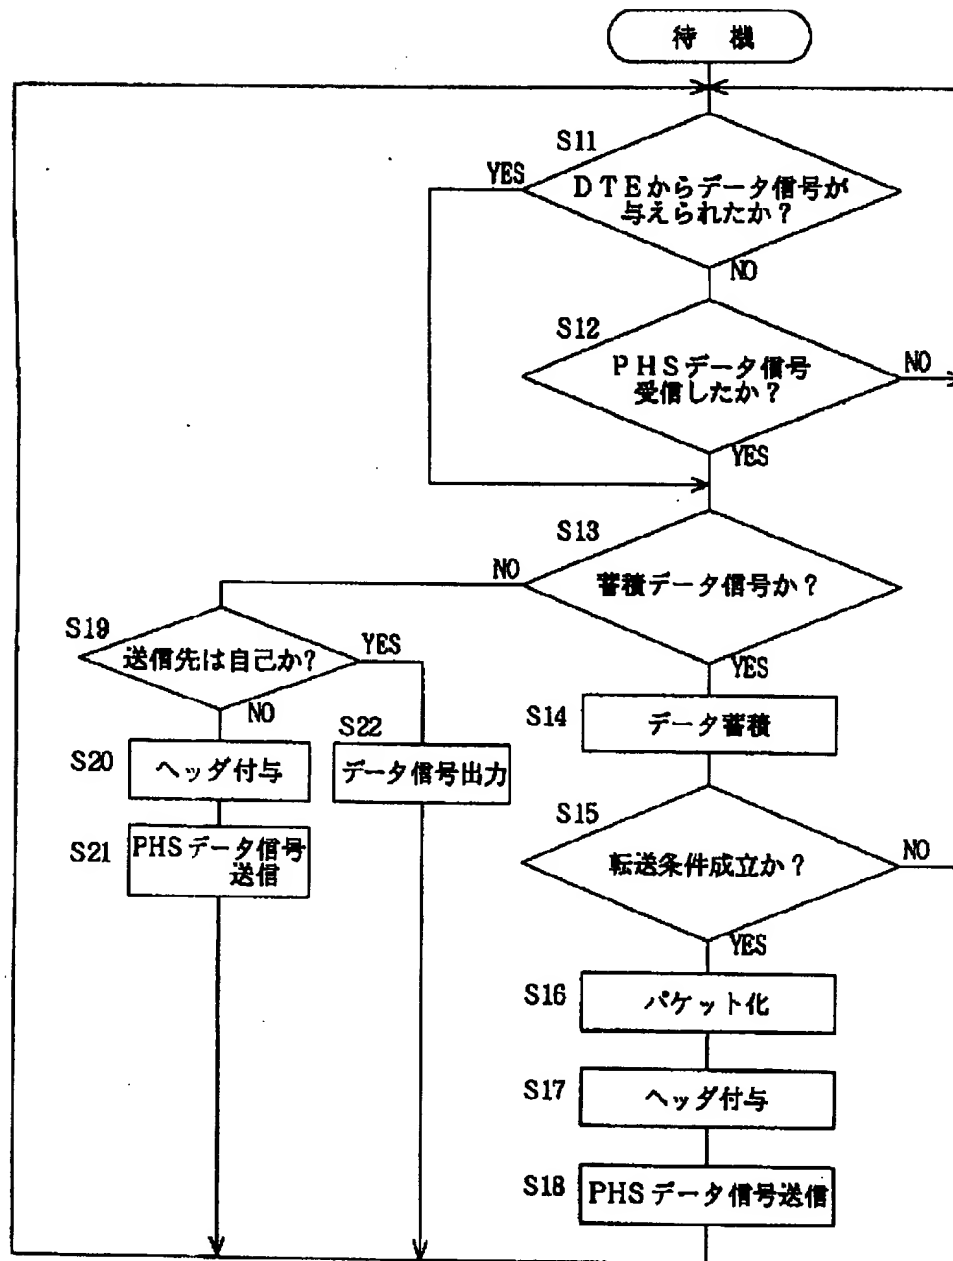 待 機
S11
YES
DTEからデータ信号が
与えられたか?
NO
S12
PHSデータ信号
受信したか?
NO
YES
S13
NO
蓄積データ信号か?
YES
S19
送信先は自己か?
YES
NO
S14
データ蓄積
S20
ヘッダ付与
S22
データ信号出力
S15
転送条件成立か?
NO
YES
S21
PHSデータ信号
送信
S16
パケット化
S17
ヘッダ付与
S18
PHSデータ信号送信